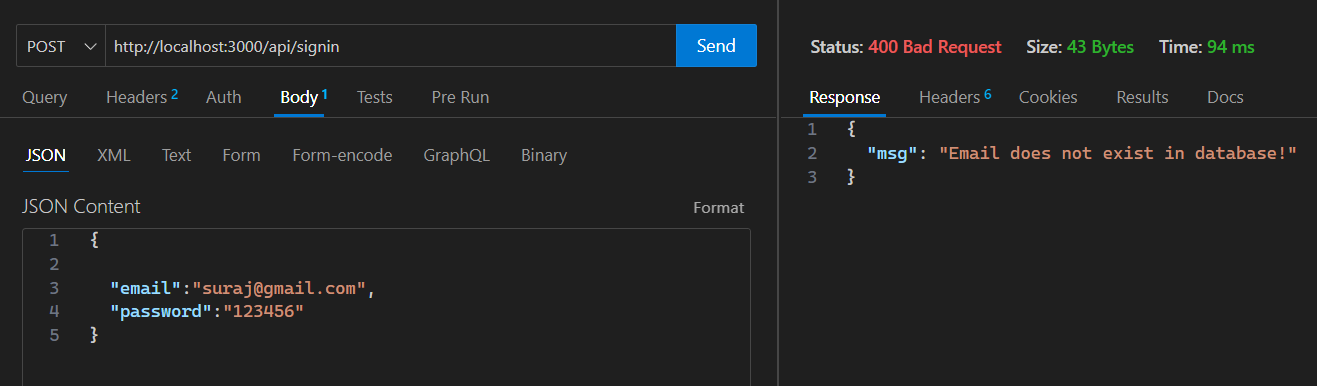 POST http://localhost:3000/api/signin Send
Query Headers 2 Auth Body 1 Tests Pre Run
JSON XML Text Form Form-encode GraphQL Binary
JSON Content Format
1 {
2
3 "email":"suraj@gmail.com",
4 "password":"123456"
5 }
Status: 400 Bad Request Size: 43 Bytes Time: 94 ms
Response Headers 6 Cookies Results Docs
1 {
2 "msg": "Email does not exist in database!"
3 }